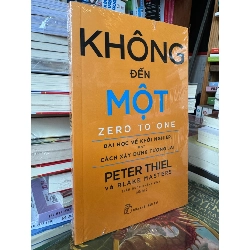 KHÔNG
ĐẾN
MỘT
ZERO TO ONE
BÀI HỌC VỀ KHỞI NGHIỆP,
CÁCH XÂY DỰNG TƯƠNG LAI
PETER THIEL
VÀ BLAKE MASTERS